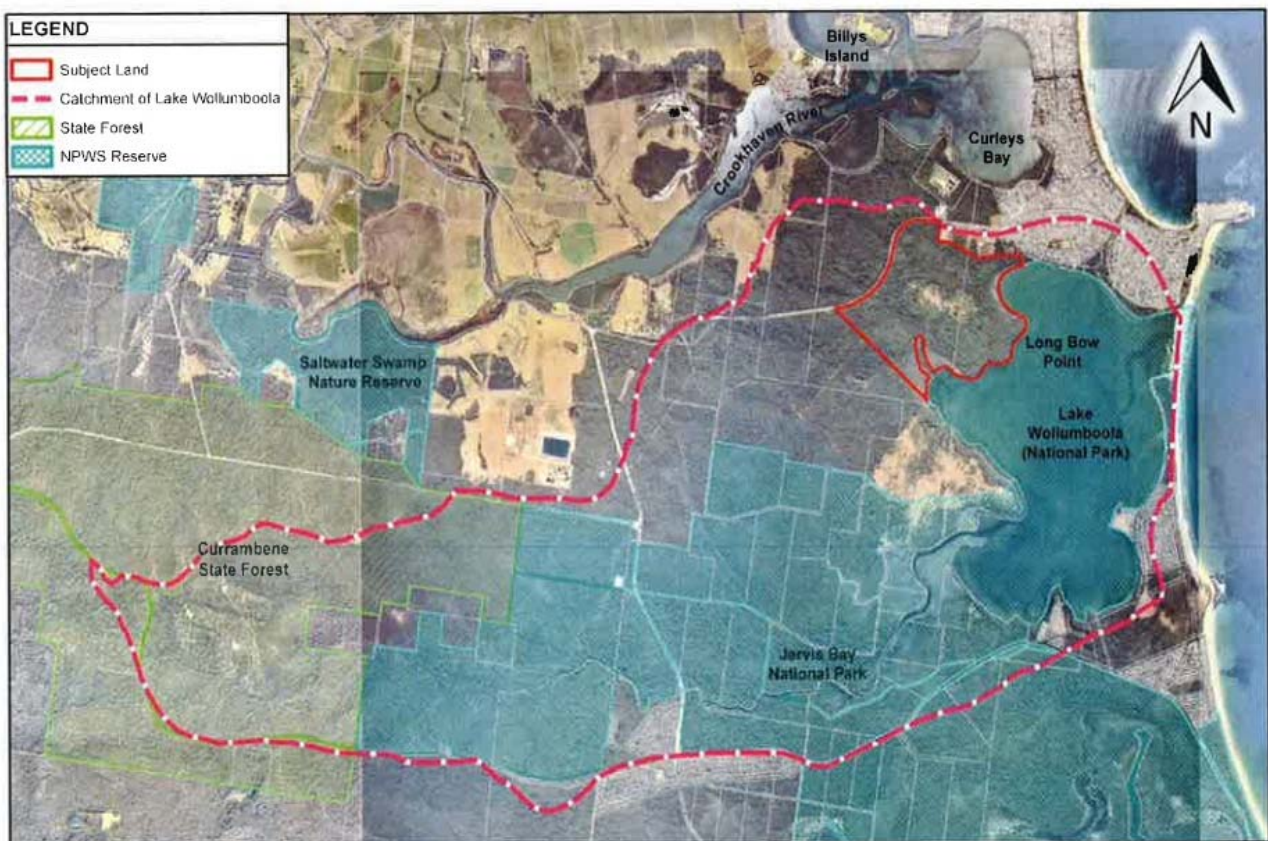 LEGEND
Subject Land
Catchment of Lake Wollumboola
State Forest
NPWS Reserve
Billys
Island
N
Crookhaven River
Curleys
Bay
Saltwater Swamp
Nature Reserve
Long Bow
Point
Lake
Wollumboola
(National Park)
Currambene
State Forest
Jervis Bay
National Park